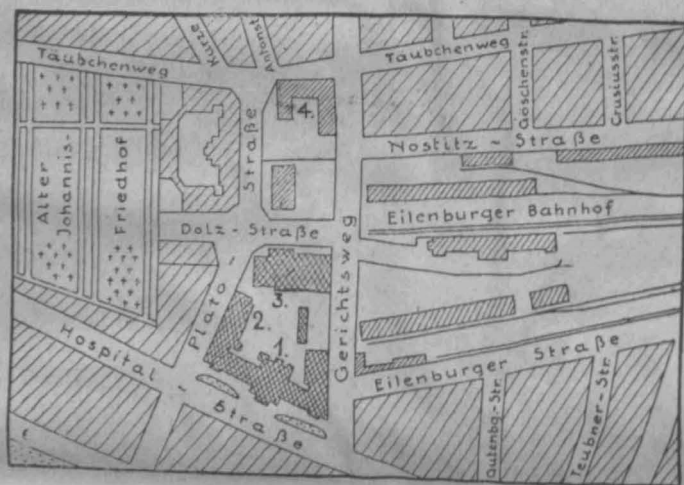 Täubchenweg
Kurze
Antonst
Täubchenweg
Göschenstr.
Crusiusstr.
4.
Straße
Nostitz - Straße
Alter
Johannis-
Friedhof
Eilenburger Bahnhof
Dolz-Straße
Plato-
Gerichtsweg
3.
2.
1.
Hospital - Straße
Eilenburger Straße
Gutenbg.-Str.
Teubner-Str.